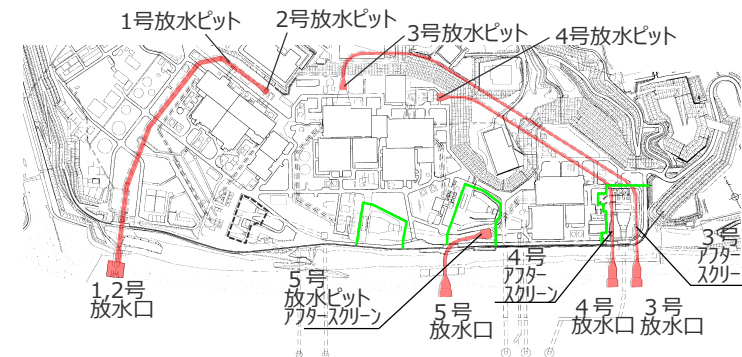 1号放水ピット
2号放水ピット
3号放水ピット
4号放水ピット
1,2号
放水口
5号
放水ピット
アフタースクリーン
5号
放水口
4号
アフター
スクリーン
4号
放水口
3号
放水口
3号
アフター
スクリー